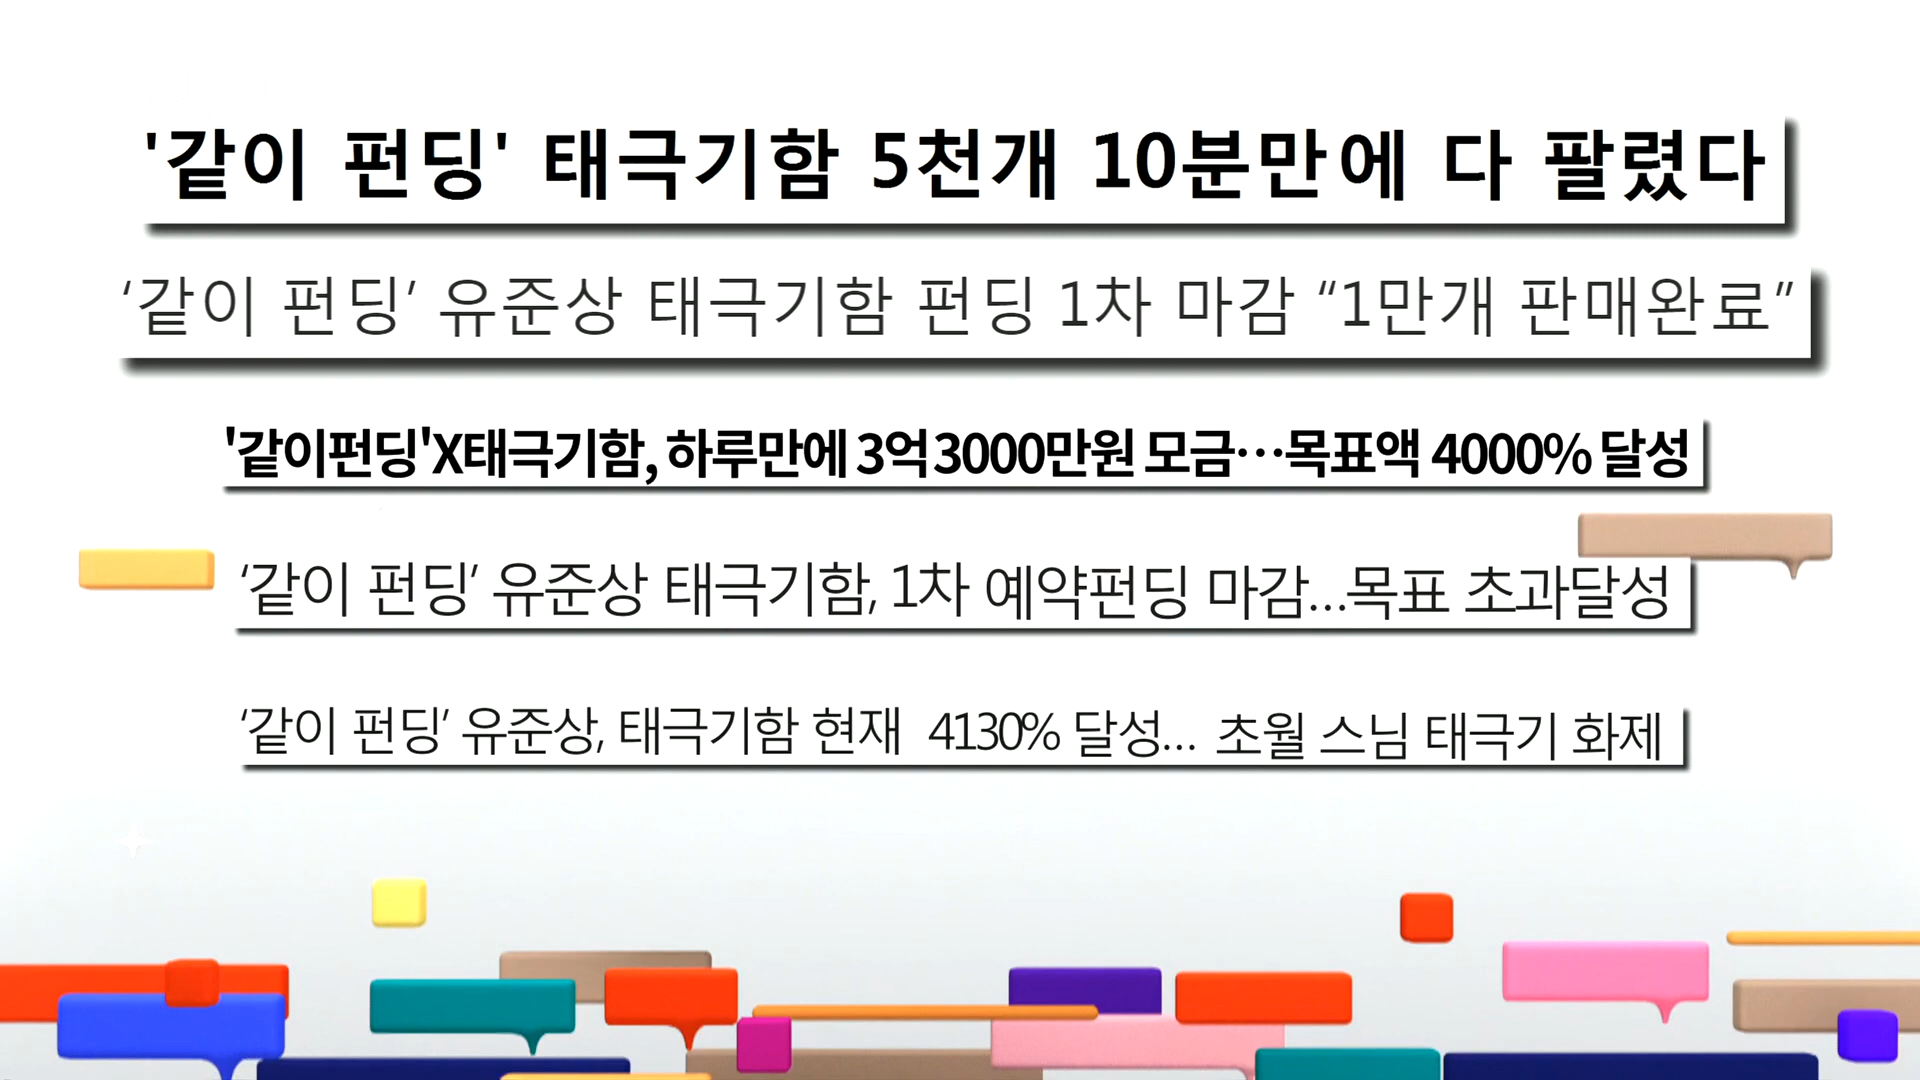 '같이 펀딩' 태극기함 5천개 10분만에 다 팔렸다
‘같이 펀딩’ 유준상 태극기함 펀딩 1차 마감 “1만개 판매완료”
'같이펀딩'X태극기함, 하루만에 3억 3000만원 모금…목표액 4000% 달성
‘같이 펀딩’ 유준상 태극기함, 1차 예약펀딩 마감…목표 초과달성
‘같이 펀딩’ 유준상, 태극기함 현재 4130% 달성… 초월 스님 태극기 화제